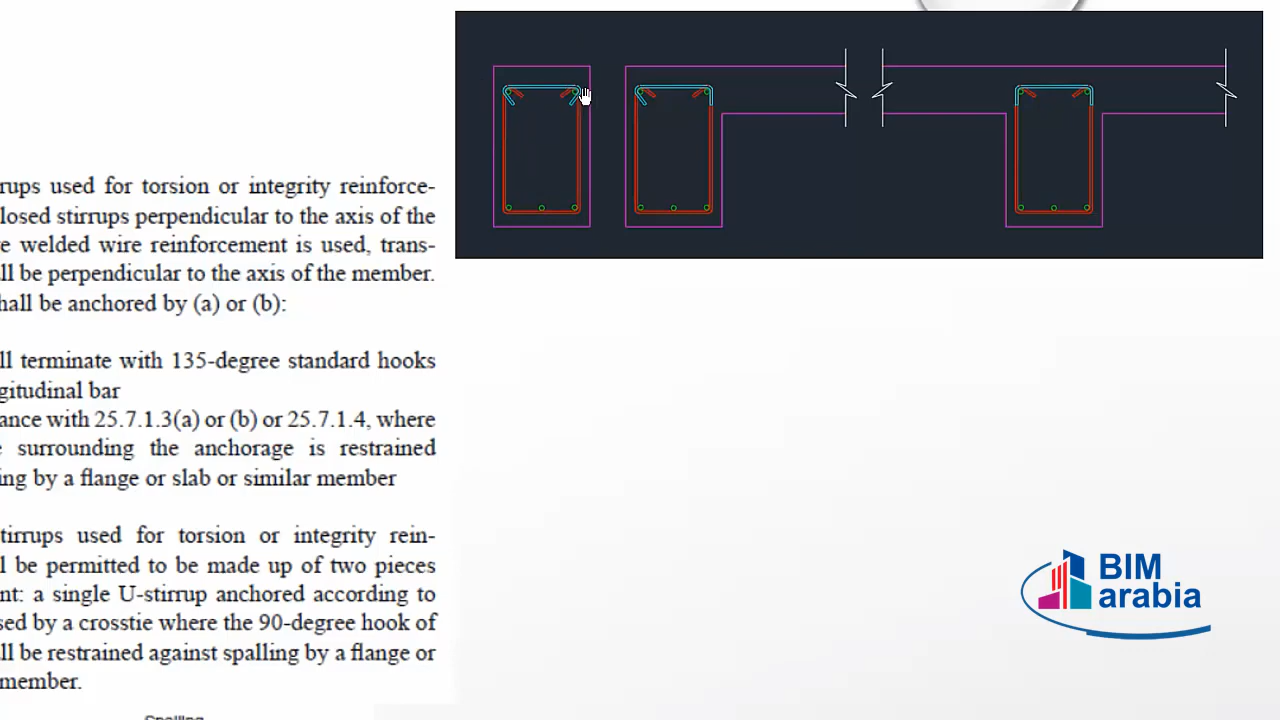 rups used for torsion or integrity reinforce-
losed stirrups perpendicular to the axis of the
e welded wire reinforcement is used, trans-
ll be perpendicular to the axis of the member.
hall be anchored by (a) or (b):
ll terminate with 135-degree standard hooks
gitudinal bar
ance with 25.7.1.3(a) or (b) or 25.7.1.4, where
e surrounding the anchorage is restrained
ing by a flange or slab or similar member
tirrups used for torsion or integrity rein-
ll be permitted to be made up of two pieces
nt: a single U-stirrup anchored according to
sed by a crosstie where the 90-degree hook of
ll be restrained against spalling by a flange or
member.
Spalling
BIM
arabia